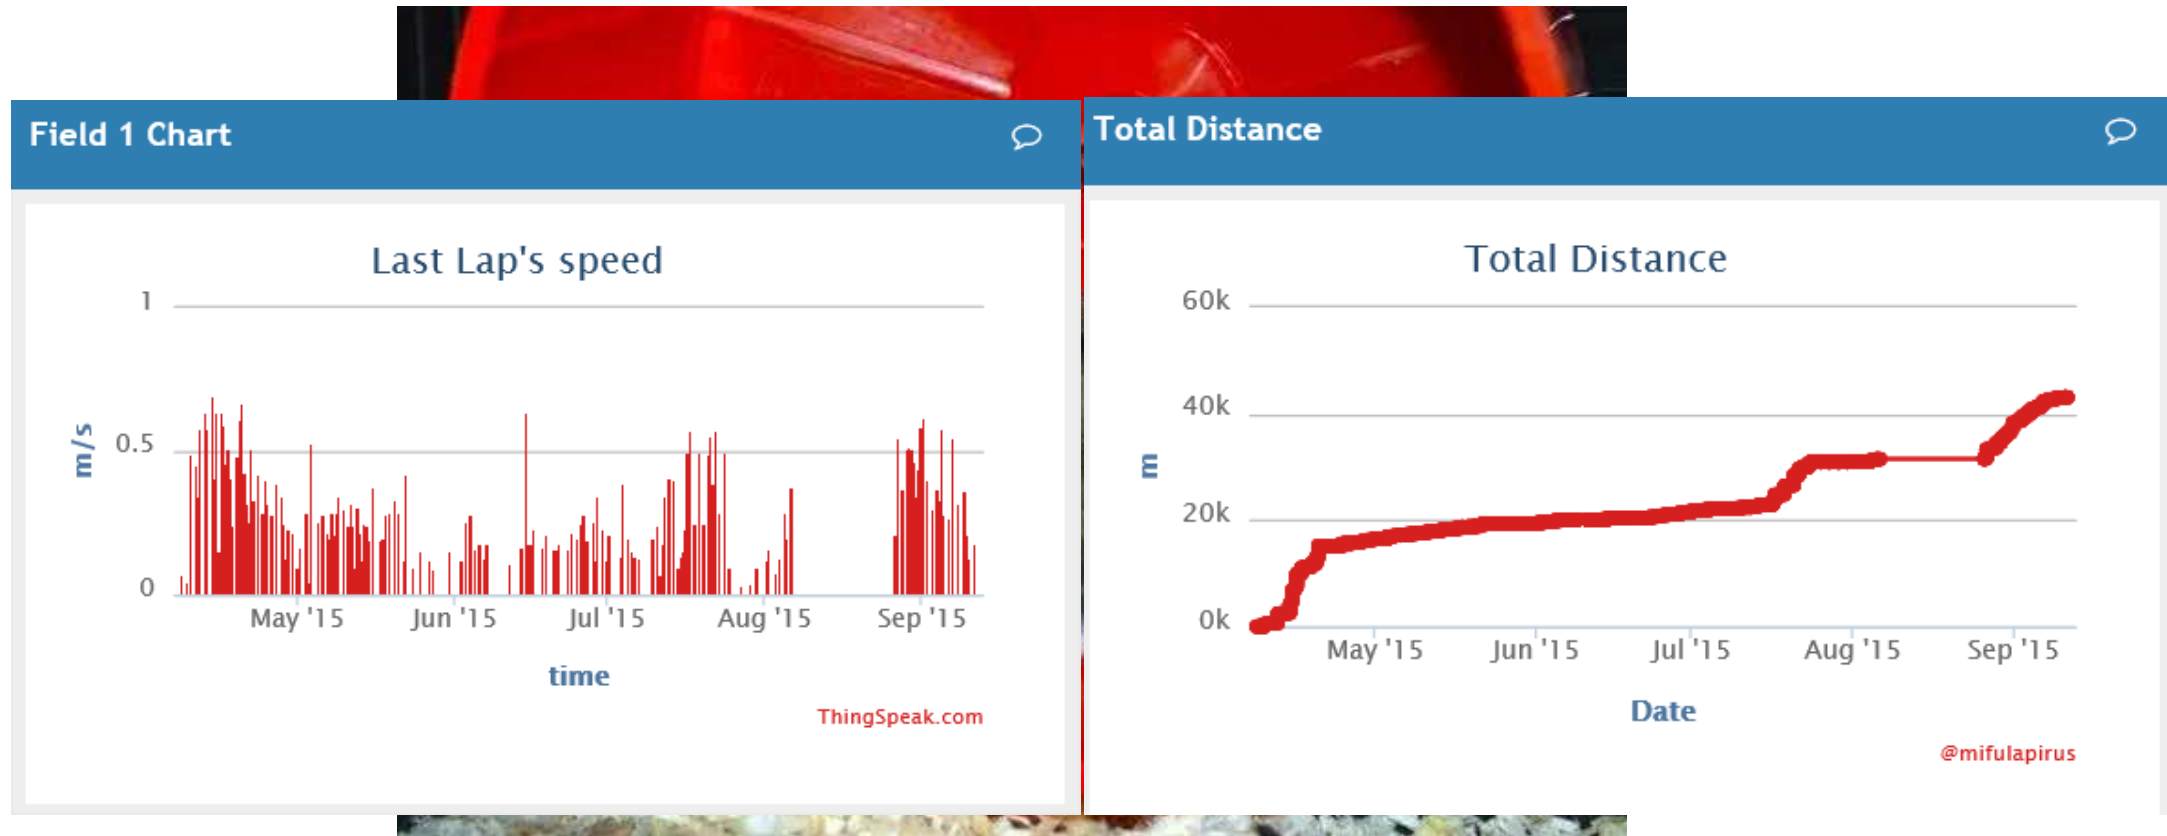 Field 1 Chart
Last Lap's speed
1
0.5
0
m/s
May '15 Jun '15 Jul '15 Aug '15 Sep '15
time
ThingSpeak.com
Total Distance
Total Distance
60k
40k
20k
0k
m
May '15 Jun '15 Jul '15 Aug '15 Sep '15
Date
@mifulapirus